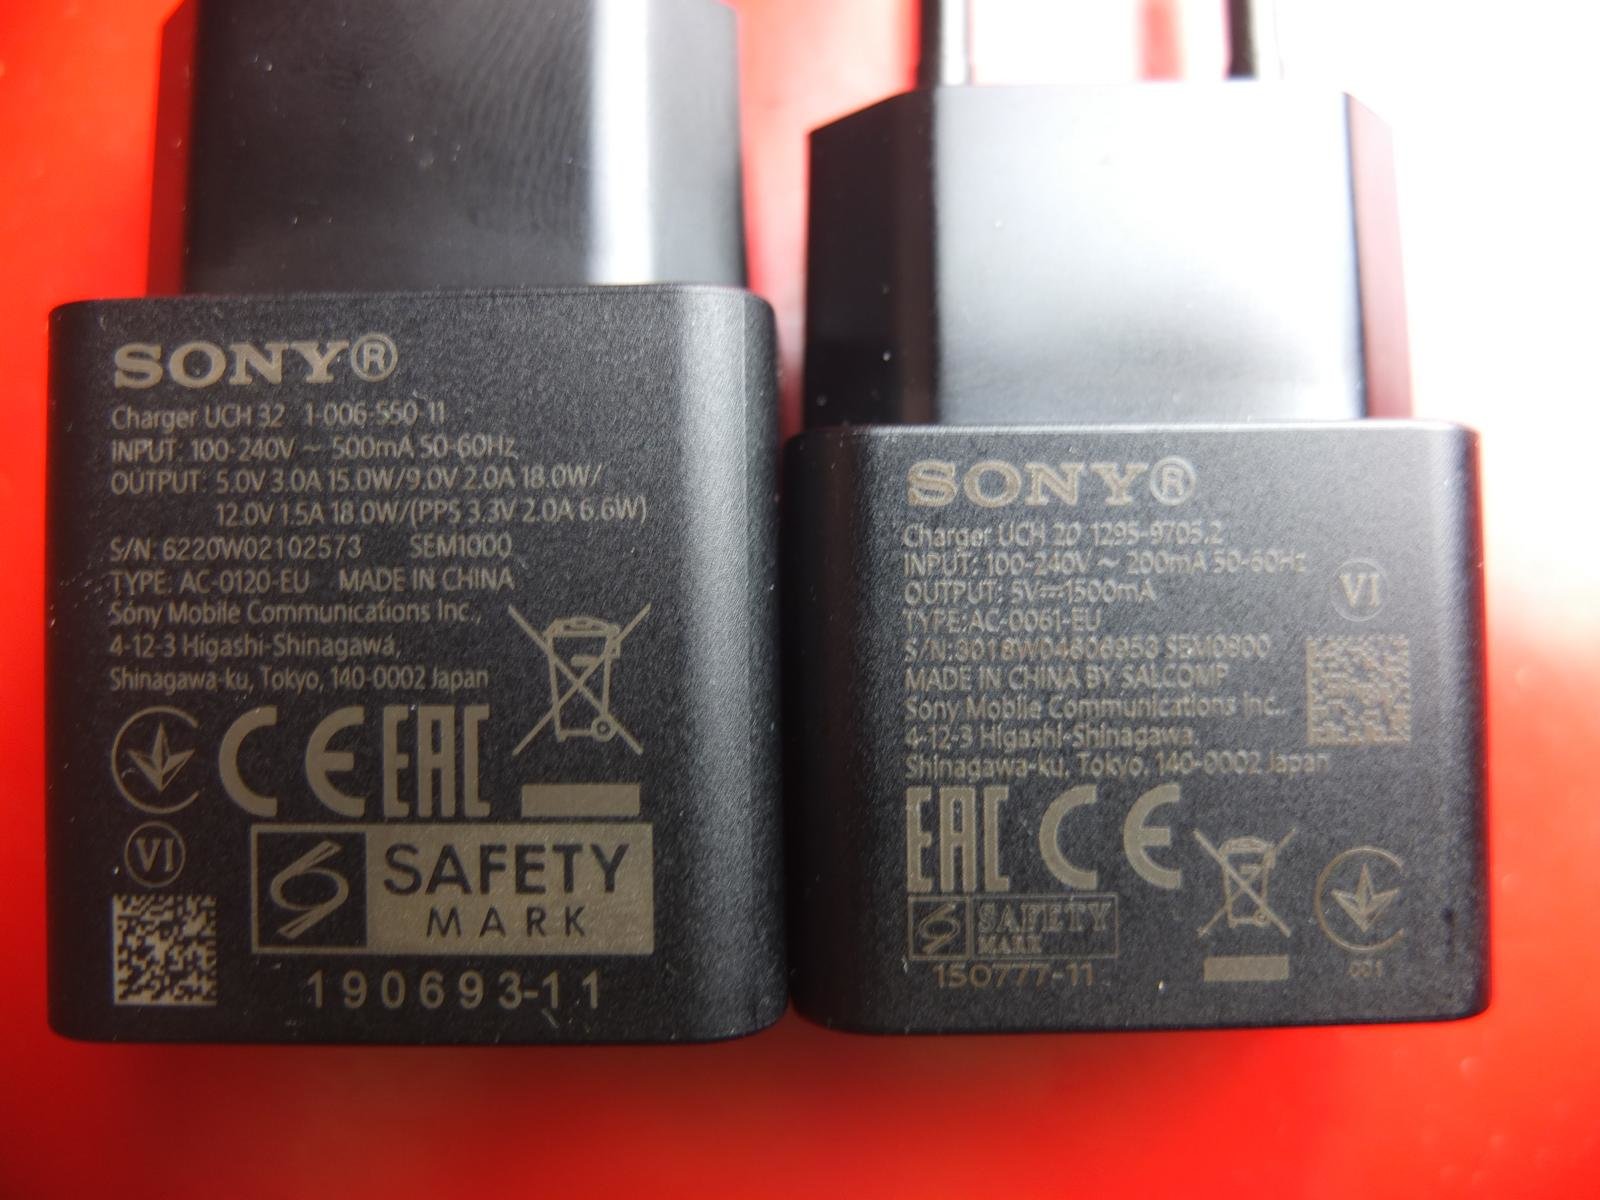 SONY®
Charger UCH 32 1-006-550-11
INPUT: 100-240V ~ 500mA 50-60Hz
OUTPUT: 5.0V 3.0A 15.0W/9.0V 2.0A 18.0W/
12.0V 1.5A 18.0W/(PPS 3.3V 2.0A 6.6W)
S/N: 6220W02102573 SEM1000
TYPE: AC-0120-EU MADE IN CHINA
Sony Mobile Communications Inc.,
4-12-3 Higashi-Shinagawa,
Shinagawa-ku, Tokyo, 140-0002 Japan
CE EAC
VI
SAFETY
MARK
190693-11
SONY®
Charger UCH 20 1295-9705.2
INPUT: 100-240V ~ 200mA 50-60Hz
OUTPUT: 5V⎓1500mA
VI
TYPE:AC-0061-EU
S/N:3018W04606953 SEM0800
MADE IN CHINA BY SALCOMP
Sony Mobile Communications Inc.,
4-12-3 Higashi-Shinagawa,
Shinagawa-ku, Tokyo, 140-0002 Japan
EAC CE
SAFETY
MARK
150777-11
001